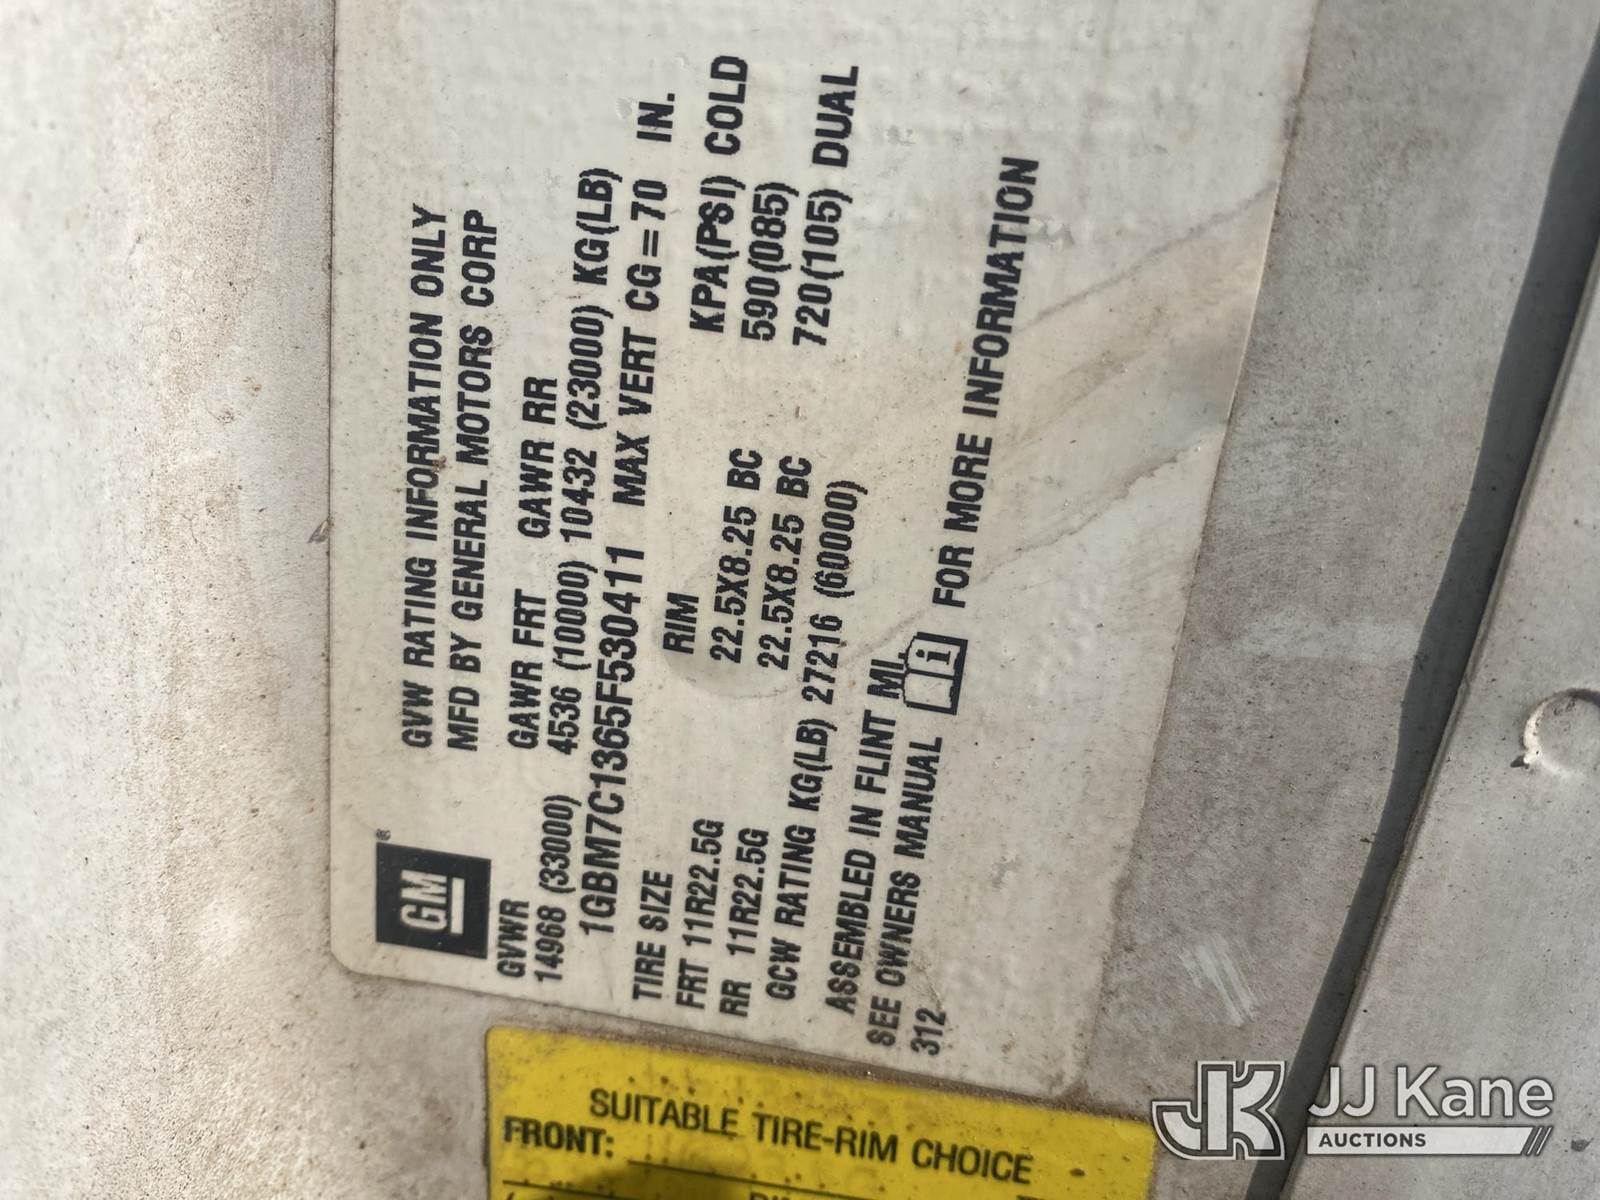 GM ®
GVW RATING INFORMATION ONLY
MFD BY GENERAL MOTORS CORP
GVWR GAWR FRT GAWR RR
14968 (33000) 4536 (10000) 10432 (23000) KG(LB)
1GBM7C1365F530411 MAX VERT CG=70 IN.
TIRE SIZE RIM KPA(PSI) COLD
FRT 11R22.5G 22.5X8.25 BC 590(085)
RR 11R22.5G 22.5X8.25 BC 720(105) DUAL
GCW RATING KG(LB) 27216 (60000)
ASSEMBLED IN FLINT MI.
SEE OWNERS MANUAL i FOR MORE INFORMATION
312
SUITABLE TIRE-RIM CHOICE
FRONT:
JK JJ Kane
AUCTIONS